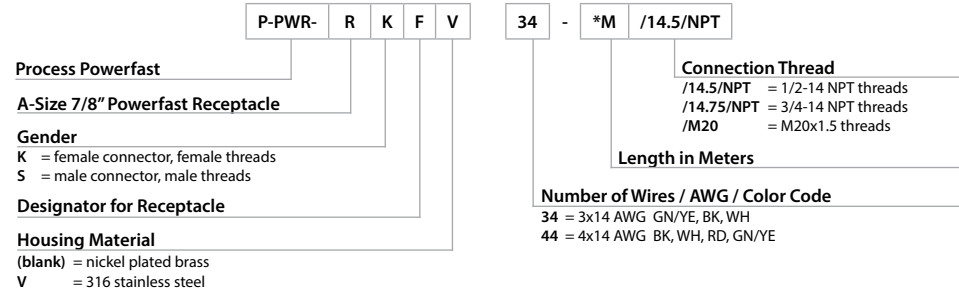 P-PWR- R K F V 34 - *M /14.5/NPT
Process Powerfast
A-Size 7/8" Powerfast Receptacle
Gender
K = female connector, female threads
S = male connector, male threads
Designator for Receptacle
Housing Material
(blank) = nickel plated brass
V = 316 stainless steel
Connection Thread
/14.5/NPT = 1/2-14 NPT threads
/14.75/NPT = 3/4-14 NPT threads
/M20 = M20x1.5 threads
Length in Meters
Number of Wires / AWG / Color Code
34 = 3x14 AWG GN/YE, BK, WH
44 = 4x14 AWG BK, WH, RD, GN/YE